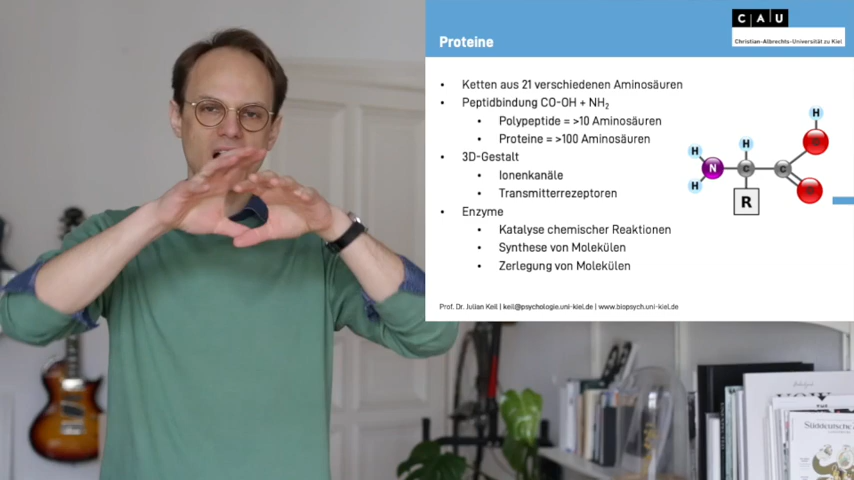 CAU
Christian-Albrechts-Universität zu Kiel
Proteine
• Ketten aus 21 verschiedenen Aminosäuren
• Peptidbindung CO-OH + NH2
• Polypeptide = >10 Aminosäuren
• Proteine = >100 Aminosäuren
• 3D-Gestalt
• Ionenkanäle
• Transmitterrezeptoren
• Enzyme
• Katalyse chemischer Reaktionen
• Synthese von Molekülen
• Zerlegung von Molekülen
H
H
H
O
N
C
C
H
O
R
Prof. Dr. Julian Keil | keil@psychologie.uni-kiel.de | www.biopsych.uni-kiel.de
Süddeutsche